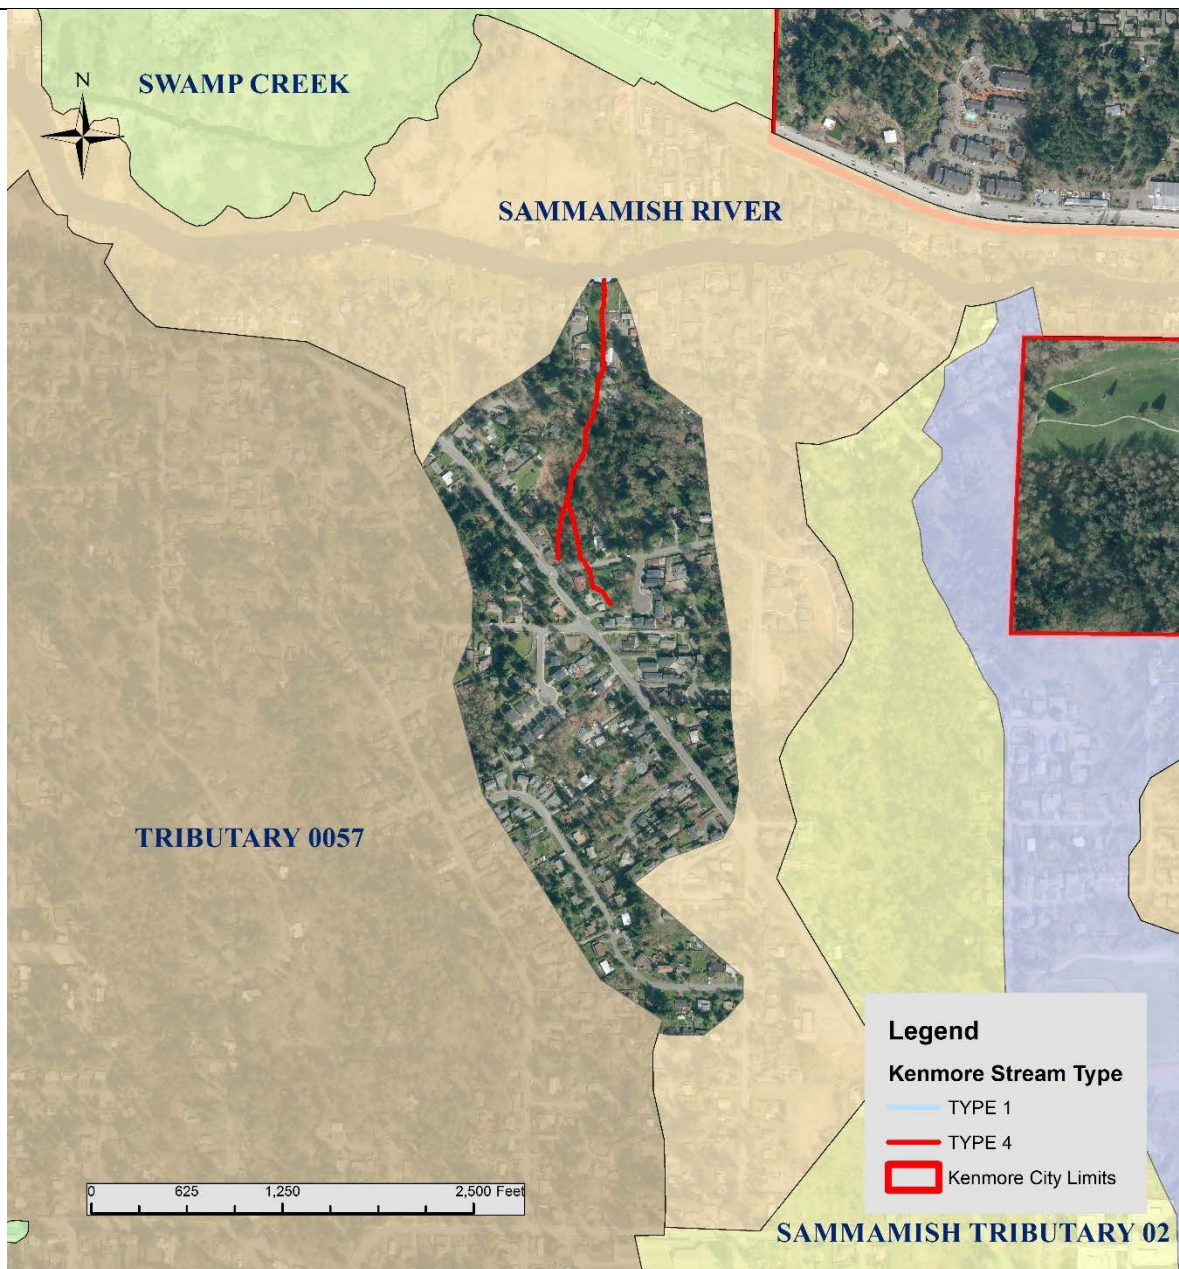 SWAMP CREEK
N
SAMMAMISH RIVER
TRIBUTARY 0057
Legend
Kenmore Stream Type
TYPE 1
TYPE 4
Kenmore City Limits
0 625 1,250 2,500 Feet
SAMMAMISH TRIBUTARY 02